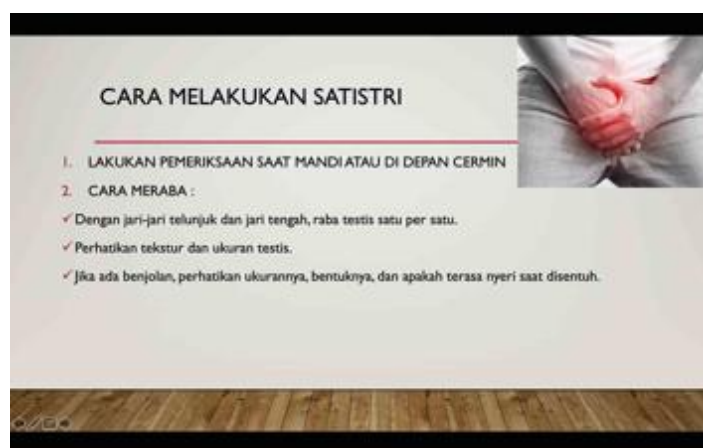 CARA MELAKUKAN SATISTRI
1. LAKUKAN PEMERIKSAAN SAAT MANDI ATAU DI DEPAN CERMIN
2. CARA MERABA :
✓ Dengan jari-jari telunjuk dan jari tengah, raba testis satu per satu.
✓ Perhatikan tekstur dan ukuran testis.
✓ Jika ada benjolan, perhatikan ukurannya, bentuknya, dan apakah terasa nyeri saat disentuh.